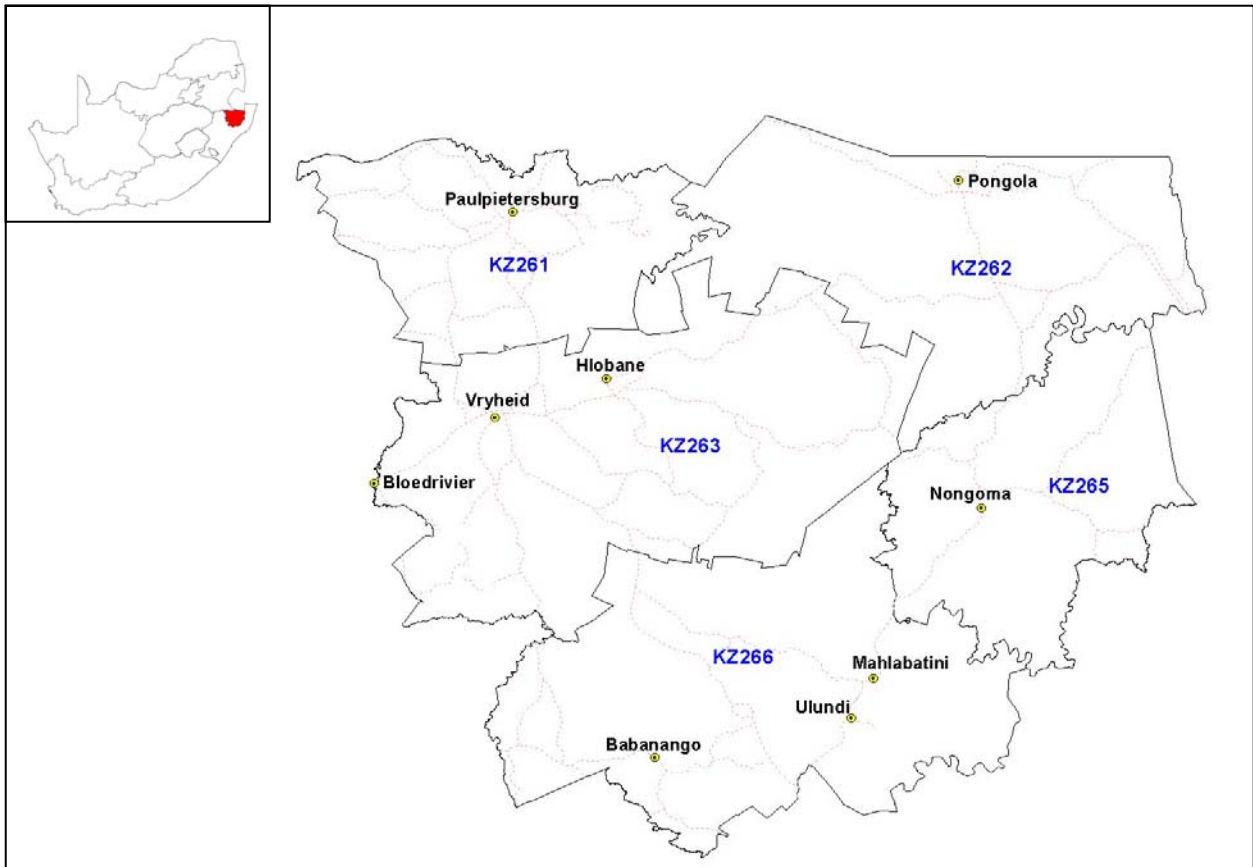 Pongola
Paulpietersburg
KZ261
KZ262
Hlobane
Vryheid
KZ263
Bloedrivier
KZ265
Nongoma
KZ266
Mahlabatini
Ulundi
Babanango